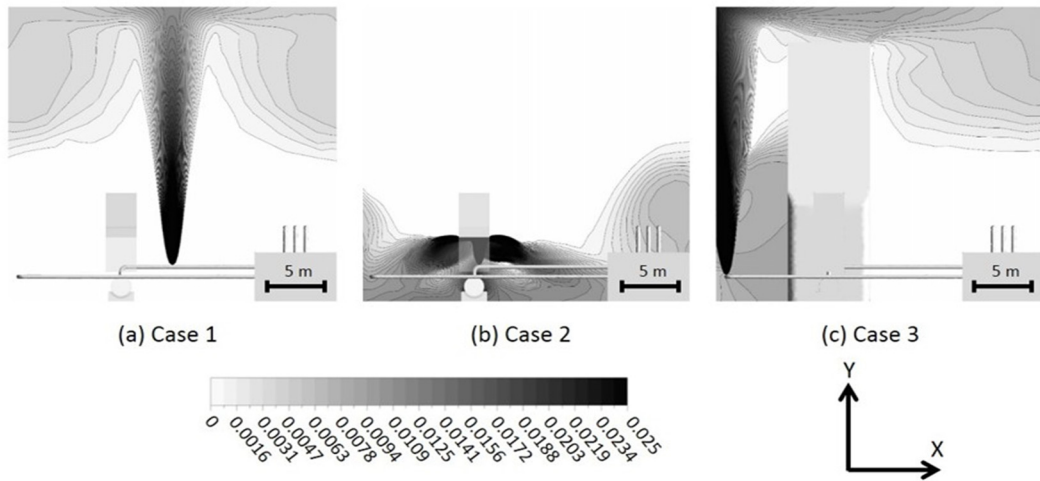 5 m
5 m
5 m
(a) Case 1
(b) Case 2
(c) Case 3
0
0.0016
0.0031
0.0047
0.0063
0.0078
0.0094
0.0109
0.0125
0.0141
0.0156
0.0172
0.0188
0.0203
0.0219
0.0234
0.025
Y
X